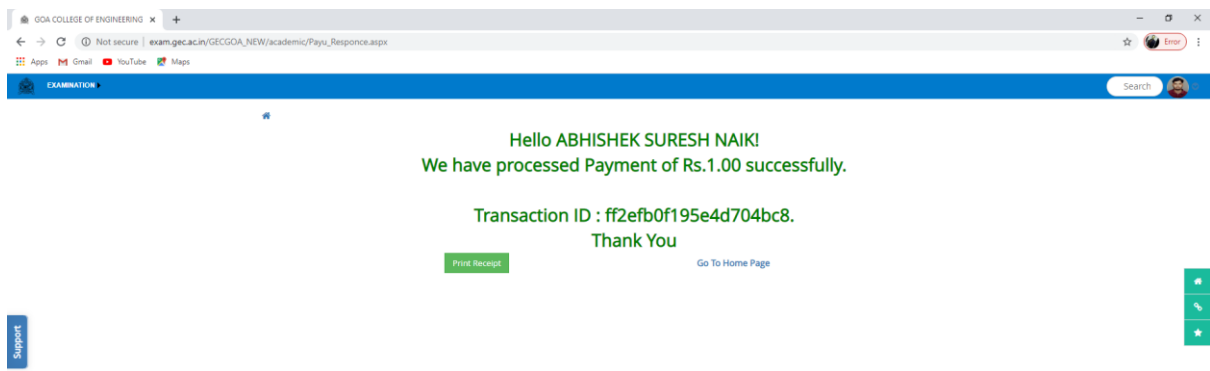 GOA COLLEGE OF ENGINEERING
Not secure | exam.gec.ac.in/GECGOA_NEW/academic/Payu_Responce.aspx
Error
Apps Gmail YouTube Maps
EXAMINATION
Search
Hello ABHISHEK SURESH NAIK!
We have processed Payment of Rs.1.00 successfully.
Transaction ID : ff2efb0f195e4d704bc8.
Thank You
Print Receipt Go To Home Page
Support